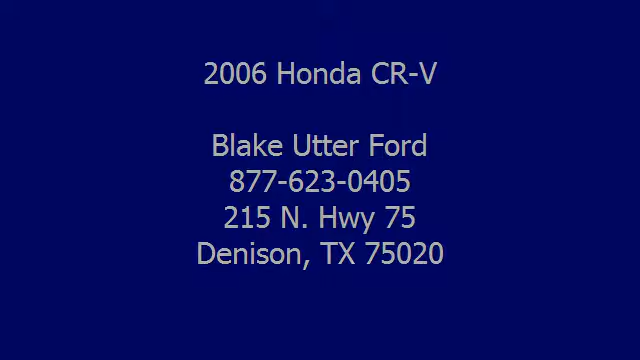 2006 Honda CR-V
Blake Utter Ford
877-623-0405
215 N. Hwy 75
Denison, TX 75020